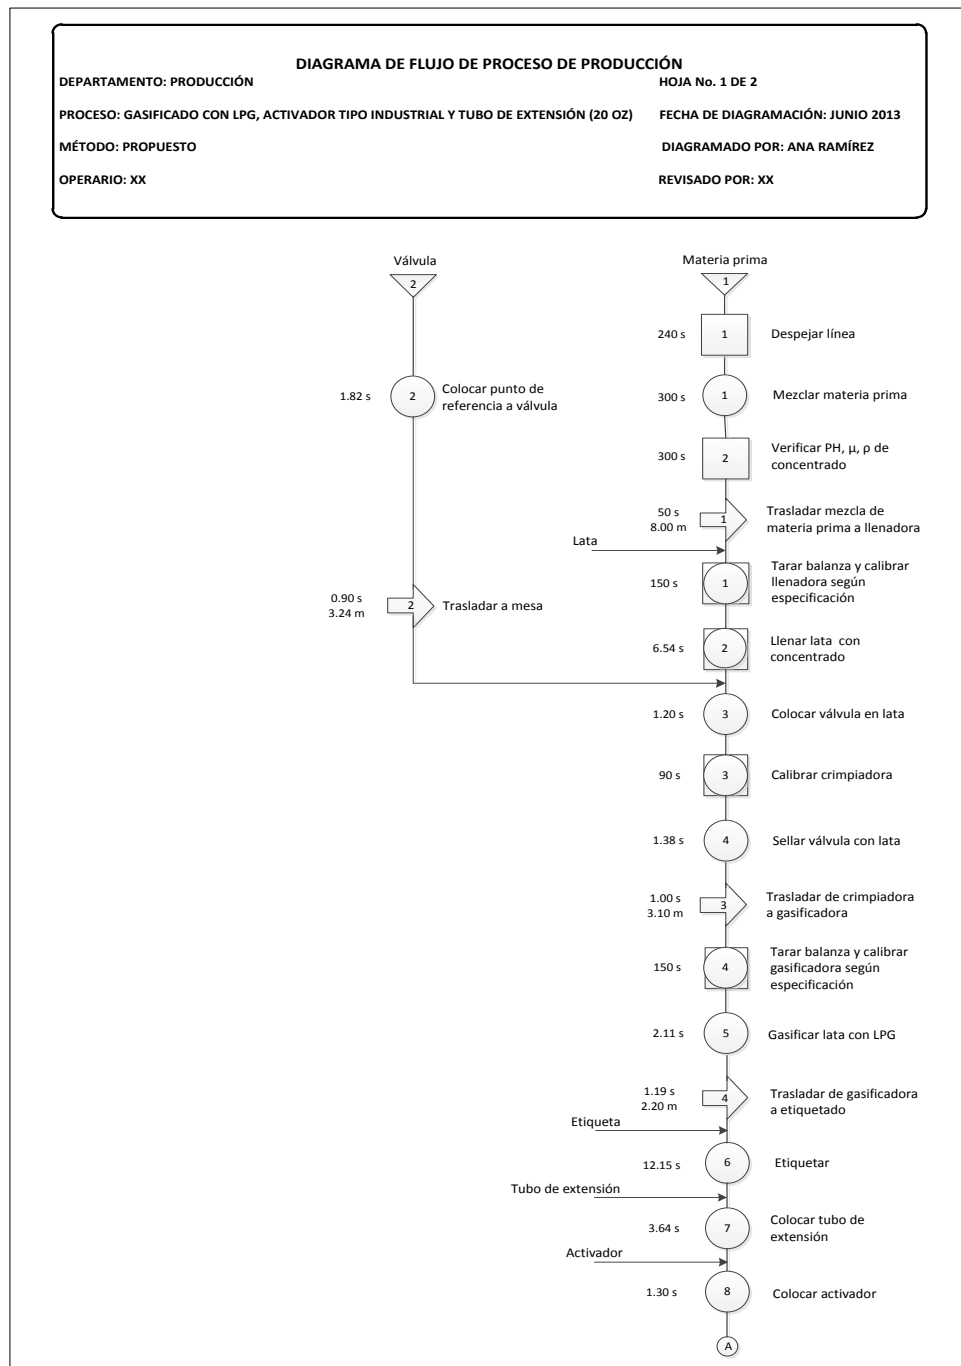 DIAGRAMA DE FLUJO DE PROCESO DE PRODUCCIÓN
DEPARTAMENTO: PRODUCCIÓN
HOJA No. 1 DE 2
PROCESO: GASIFICADO CON LPG, ACTIVADOR TIPO INDUSTRIAL Y TUBO DE EXTENSIÓN (20 OZ)
FECHA DE DIAGRAMACIÓN: JUNIO 2013
MÉTODO: PROPUESTO
DIAGRAMADO POR: ANA RAMÍREZ
OPERARIO: XX
REVISADO POR: XX
Válvula
Materia prima
2
1
240 s
1
Despejar línea
1.82 s
2
Colocar punto de
referencia a válvula
300 s
1
Mezclar materia prima
300 s
2
Verificar PH, µ, ρ de
concentrado
50 s
8.00 m
1
Trasladar mezcla de
materia prima a llenadora
Lata
150 s
1
Tarar balanza y calibrar
llenadora según
especificación
0.90 s
3.24 m
2
Trasladar a mesa
6.54 s
2
Llenar lata con
concentrado
1.20 s
3
Colocar válvula en lata
90 s
3
Calibrar crimpiadora
1.38 s
4
Sellar válvula con lata
1.00 s
3.10 m
3
Trasladar de crimpiadora
a gasificadora
150 s
4
Tarar balanza y calibrar
gasificadora según
especificación
2.11 s
5
Gasificar lata con LPG
1.19 s
2.20 m
4
Trasladar de gasificadora
a etiquetado
Etiqueta
12.15 s
6
Etiquetar
Tubo de extensión
3.64 s
7
Colocar tubo de
extensión
Activador
1.30 s
8
Colocar activador
A